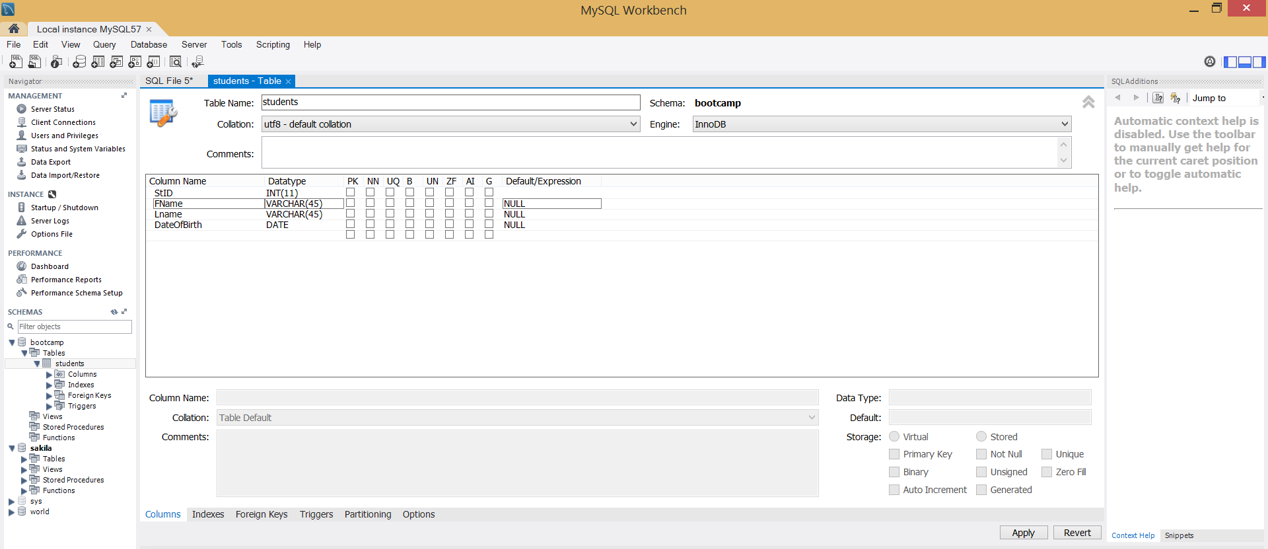 MySQL Workbench
Local instance MySQL57 ×
File Edit View Query Database Server Tools Scripting Help
Navigator
MANAGEMENT
Server Status
Client Connections
Users and Privileges
Status and System Variables
Data Export
Data Import/Restore
INSTANCE
Startup / Shutdown
Server Logs
Options File
PERFORMANCE
Dashboard
Performance Reports
Performance Schema Setup
SCHEMAS
Filter objects
bootcamp
Tables
students
Columns
Indexes
Foreign Keys
Triggers
Views
Stored Procedures
Functions
sakila
Tables
Views
Stored Procedures
Functions
sys
world
SQL File 5* students - Table ×
Table Name: students Schema: bootcamp
Collation: utf8 - default collation Engine: InnoDB
Comments:
Column Name Datatype PK NN UQ B UN ZF AI G Default/Expression
StID INT(11)
FName VARCHAR(45) NULL
Lname VARCHAR(45) NULL
DateOfBirth DATE NULL
Column Name: Data Type:
Collation: Table Default Default:
Comments: Storage: Virtual Stored
Primary Key Not Null Unique
Binary Unsigned Zero Fill
Auto Increment Generated
Columns Indexes Foreign Keys Triggers Partitioning Options
Apply Revert
SQLAdditions
Jump to
Automatic context help is
disabled. Use the toolbar
to manually get help for
the current caret position
or to toggle automatic
help.
Context Help Snippets